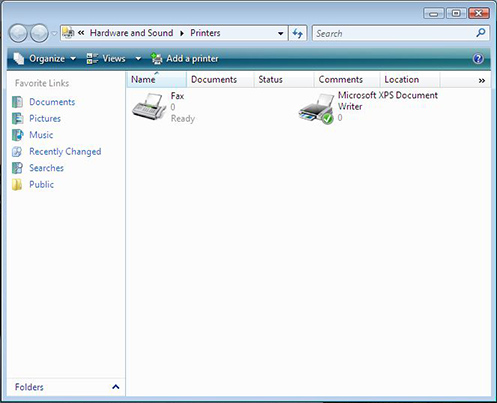 « Hardware and Sound ▸ Printers
Search
Organize Views Add a printer
Favorite Links
Documents
Pictures
Music
Recently Changed
Searches
Public
Folders
Name Documents Status Comments Location »
Fax
0
Ready
Microsoft XPS Document
Writer
0